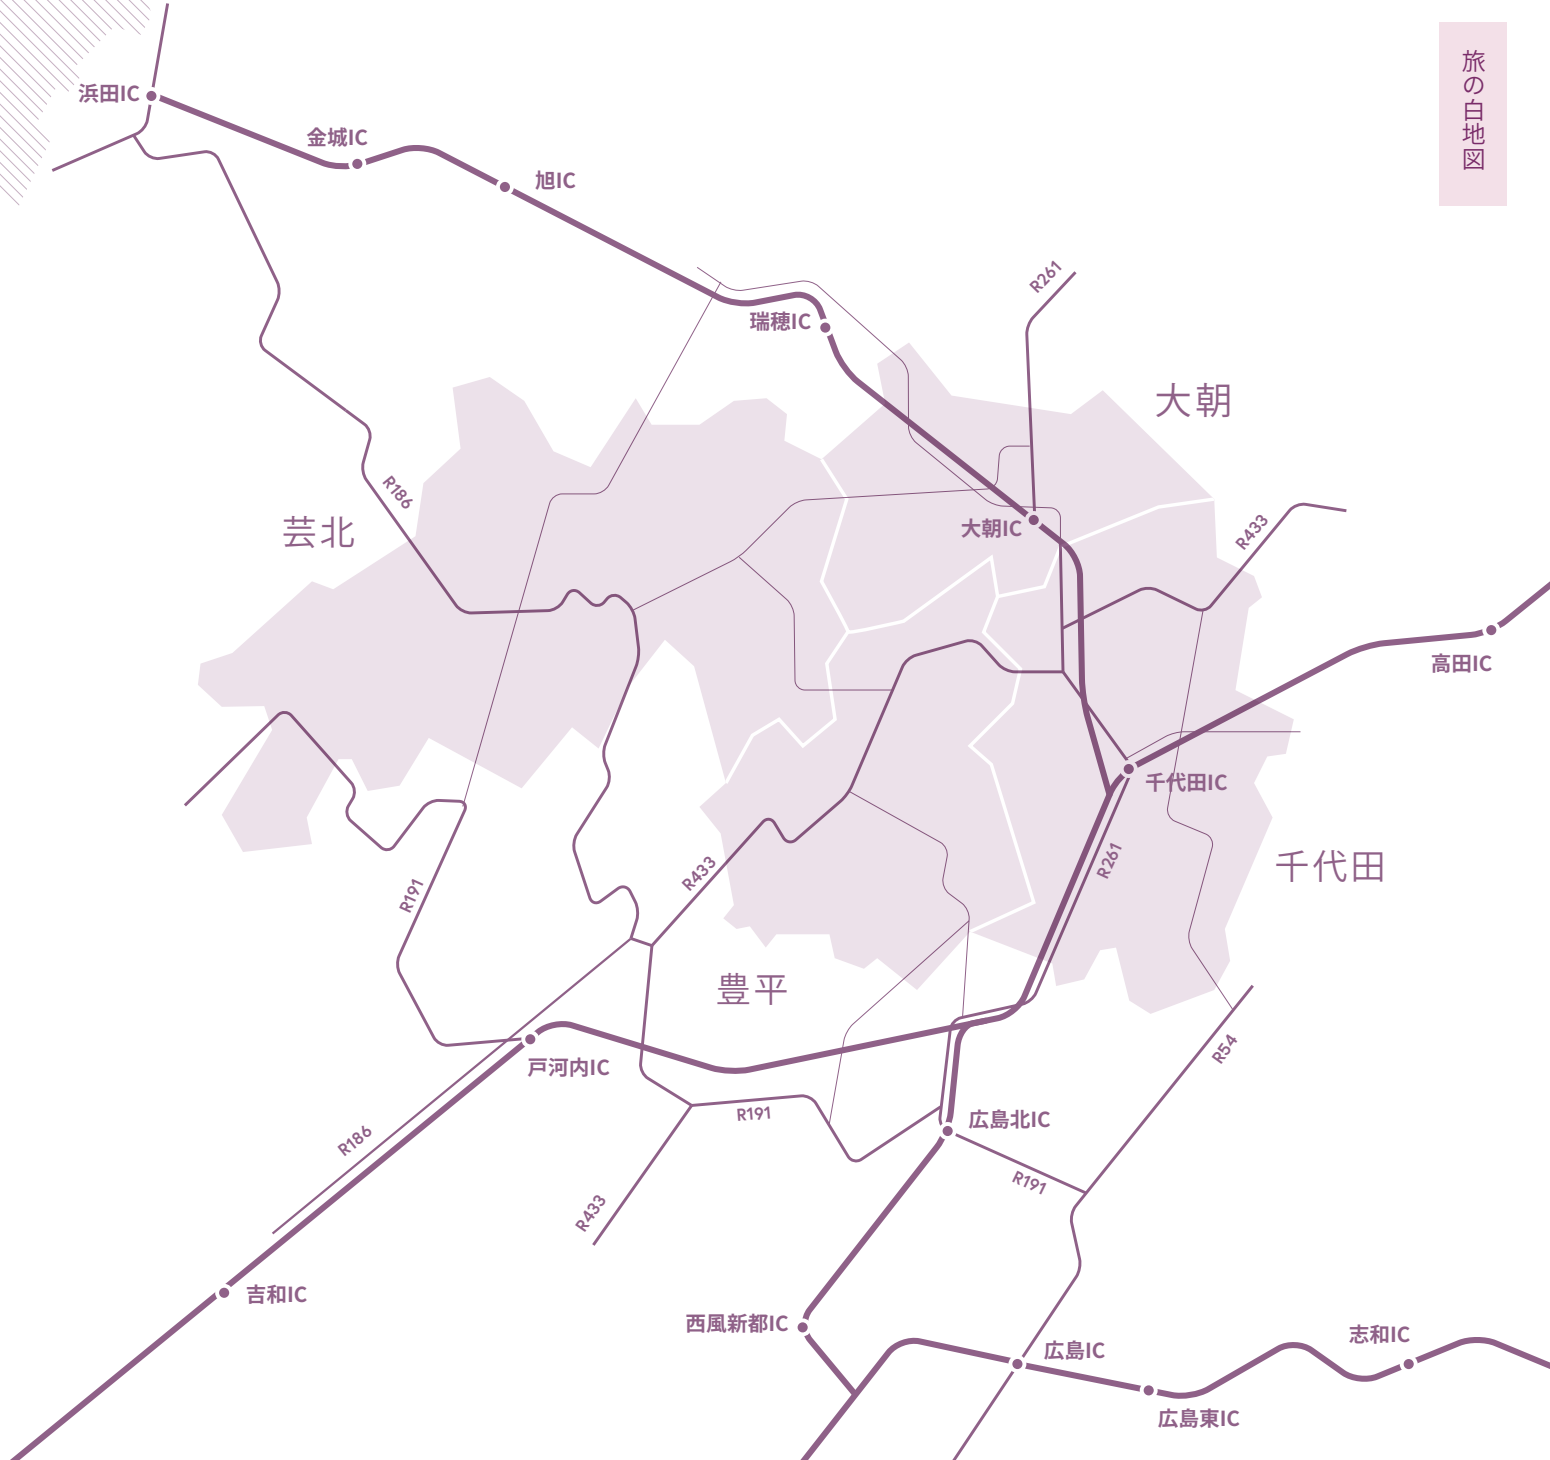 旅の白地図
浜田IC
金城IC
旭IC
瑞穂IC
R261
大朝
R186
芸北
大朝IC
R433
高田IC
千代田IC
千代田
R261
R433
R191
豊平
R54
戸河内IC
R191
広島北IC
R186
R191
R433
吉和IC
西風新都IC
広島IC
志和IC
広島東IC